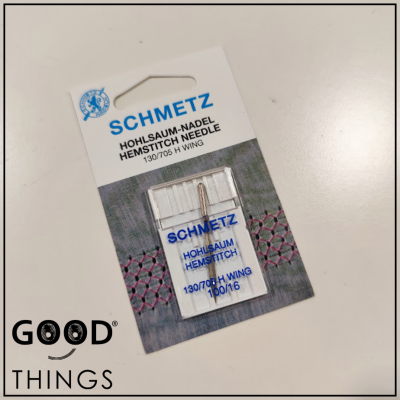 SCHMETZ
HOHLSAUM-NADEL
HEMSTITCH NEEDLE
130/705 H WING
SCHMETZ
HOHLSAUM
HEMSTITCH
130/705 H WING
100/16
GOOD®
THINGS